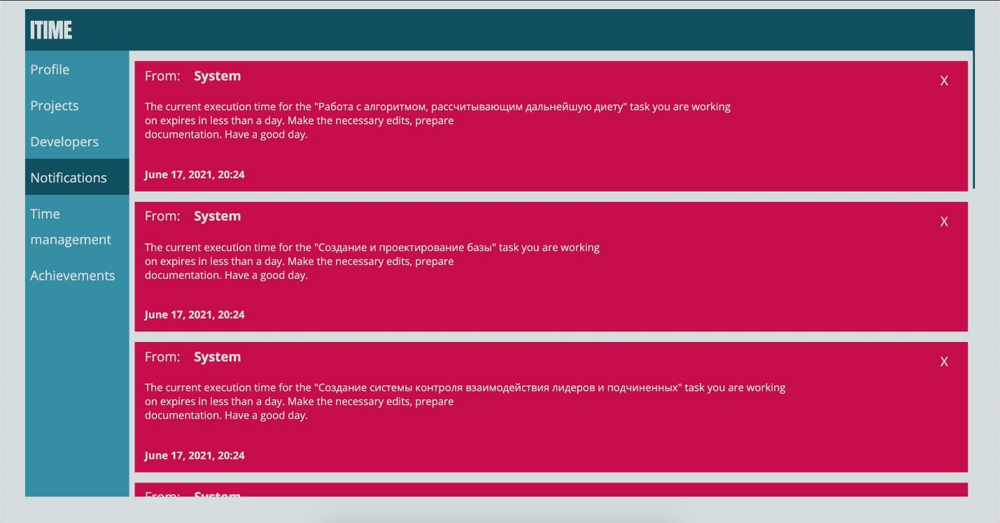 ITIME
Profile
Projects
Developers
Notifications
Time
management
Achievements
From: System
X
The current execution time for the "Работа с алгоритмом, рассчитывающим дальнейшую диету" task you are working
on expires in less than a day. Make the necessary edits, prepare
documentation. Have a good day.
June 17, 2021, 20:24
From: System
X
The current execution time for the "Создание и проектирование базы" task you are working
on expires in less than a day. Make the necessary edits, prepare
documentation. Have a good day.
June 17, 2021, 20:24
From: System
X
The current execution time for the "Создание системы контроля взаимодействия лидеров и подчиненных" task you are working
on expires in less than a day. Make the necessary edits, prepare
documentation. Have a good day.
June 17, 2021, 20:24
From: System